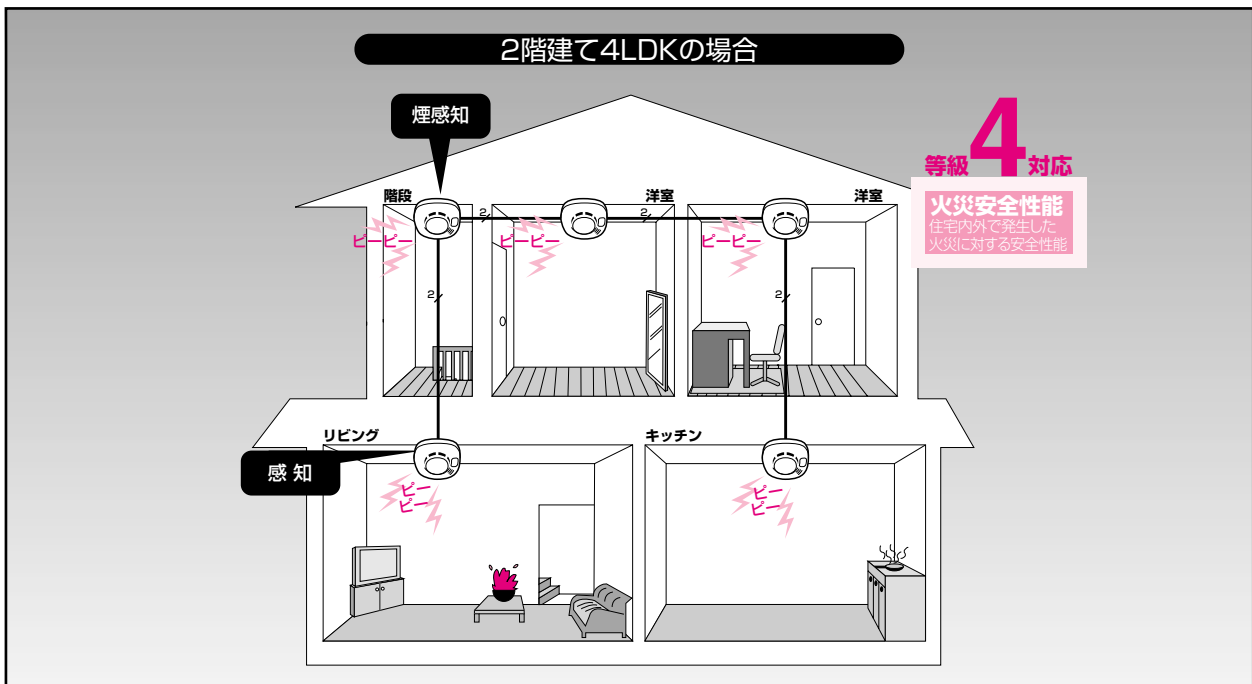 2階建て4LDKの場合
煙感知
等級4対応
火災安全性能
住宅内外で発生した
火災に対する安全性能
階段
洋室
洋室
2
2
ピーピー
ピーピー
ピーピー
2
2
リビング
キッチン
感知
ピー
ピー
ピー
ピー